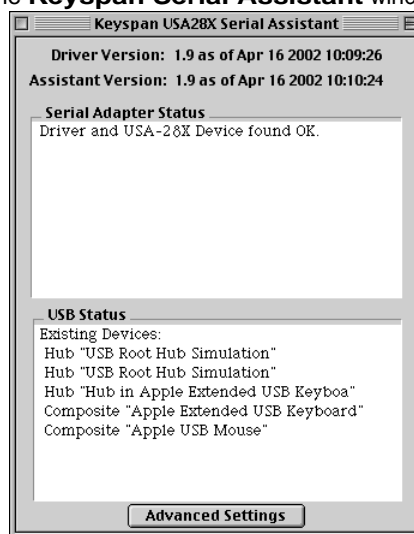 Keyspan Serial Assistant
Keyspan USA28X Serial Assistant
Driver Version: 1.9 as of Apr 16 2002 10:09:26
Assistant Version: 1.9 as of Apr 16 2002 10:10:24
Serial Adapter Status
Driver and USA-28X Device found OK.
USB Status
Existing Devices:
Hub "USB Root Hub Simulation"
Hub "USB Root Hub Simulation"
Hub "Hub in Apple Extended USB Keyboa"
Composite "Apple Extended USB Keyboard"
Composite "Apple USB Mouse"
Advanced Settings